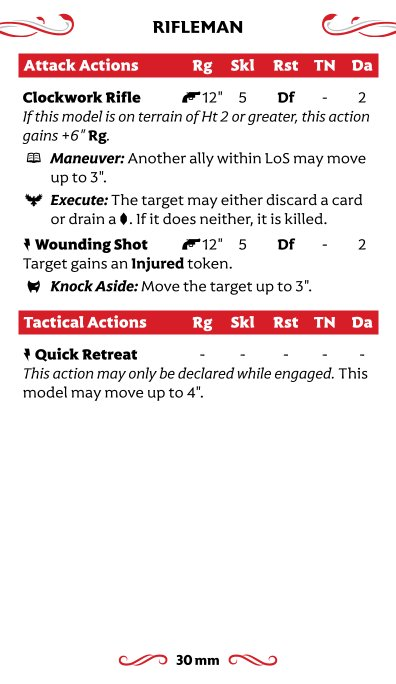 RIFLEMAN
Attack Actions Rg Skl Rst TN Da
Clockwork Rifle 12" 5 Df - 2
If this model is on terrain of Ht 2 or greater, this action
gains +6" Rg.
Maneuver: Another ally within LoS may move
up to 3".
Execute: The target may either discard a card
or drain a . If it does neither, it is killed.
Wounding Shot 12" 5 Df - 2
Target gains an Injured token.
Knock Aside: Move the target up to 3".
Tactical Actions Rg Skl Rst TN Da
Quick Retreat - - - - -
This action may only be declared while engaged. This
model may move up to 4".
30 mm